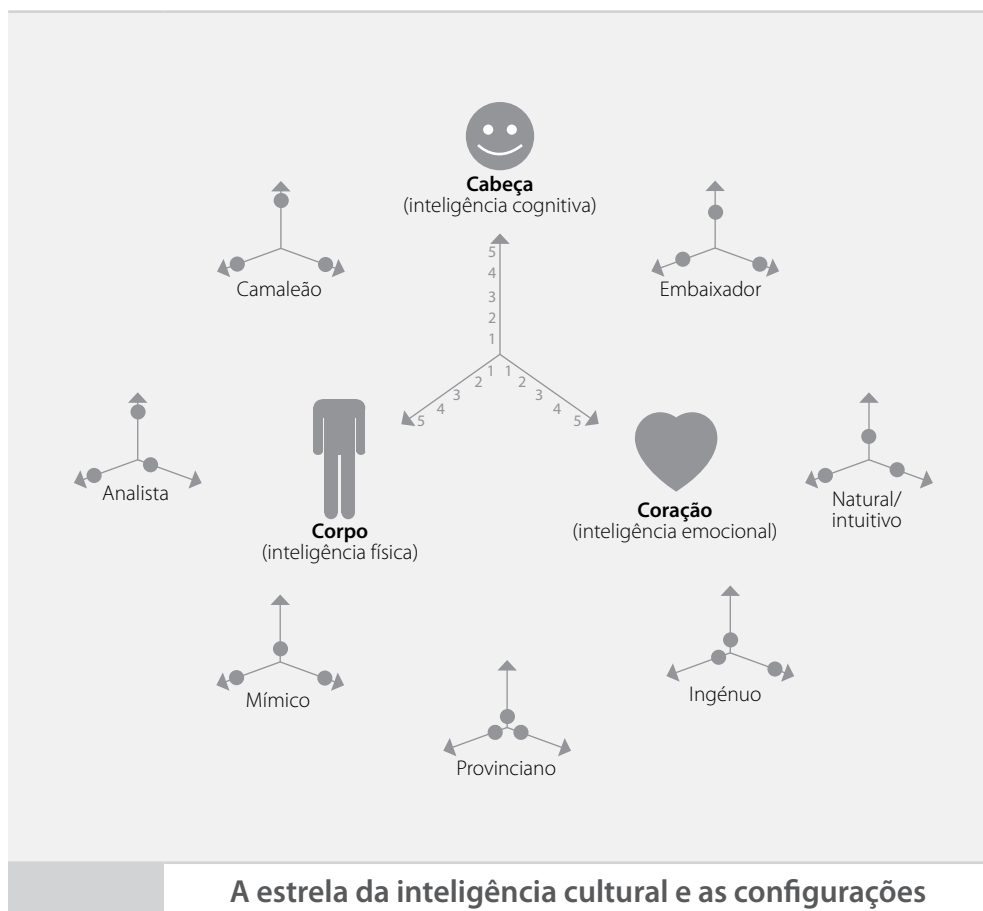 Cabeça
(inteligência cognitiva)
Camaleão
Embaixador
5
4
3
2
1
1
2
3
4
5
1
2
3
4
5
Analista
Corpo
(inteligência física)
Coração
(inteligência emocional)
Natural/
intuitivo
Mímico
Provinciano
Ingénuo
A estrela da inteligência cultural e as configurações